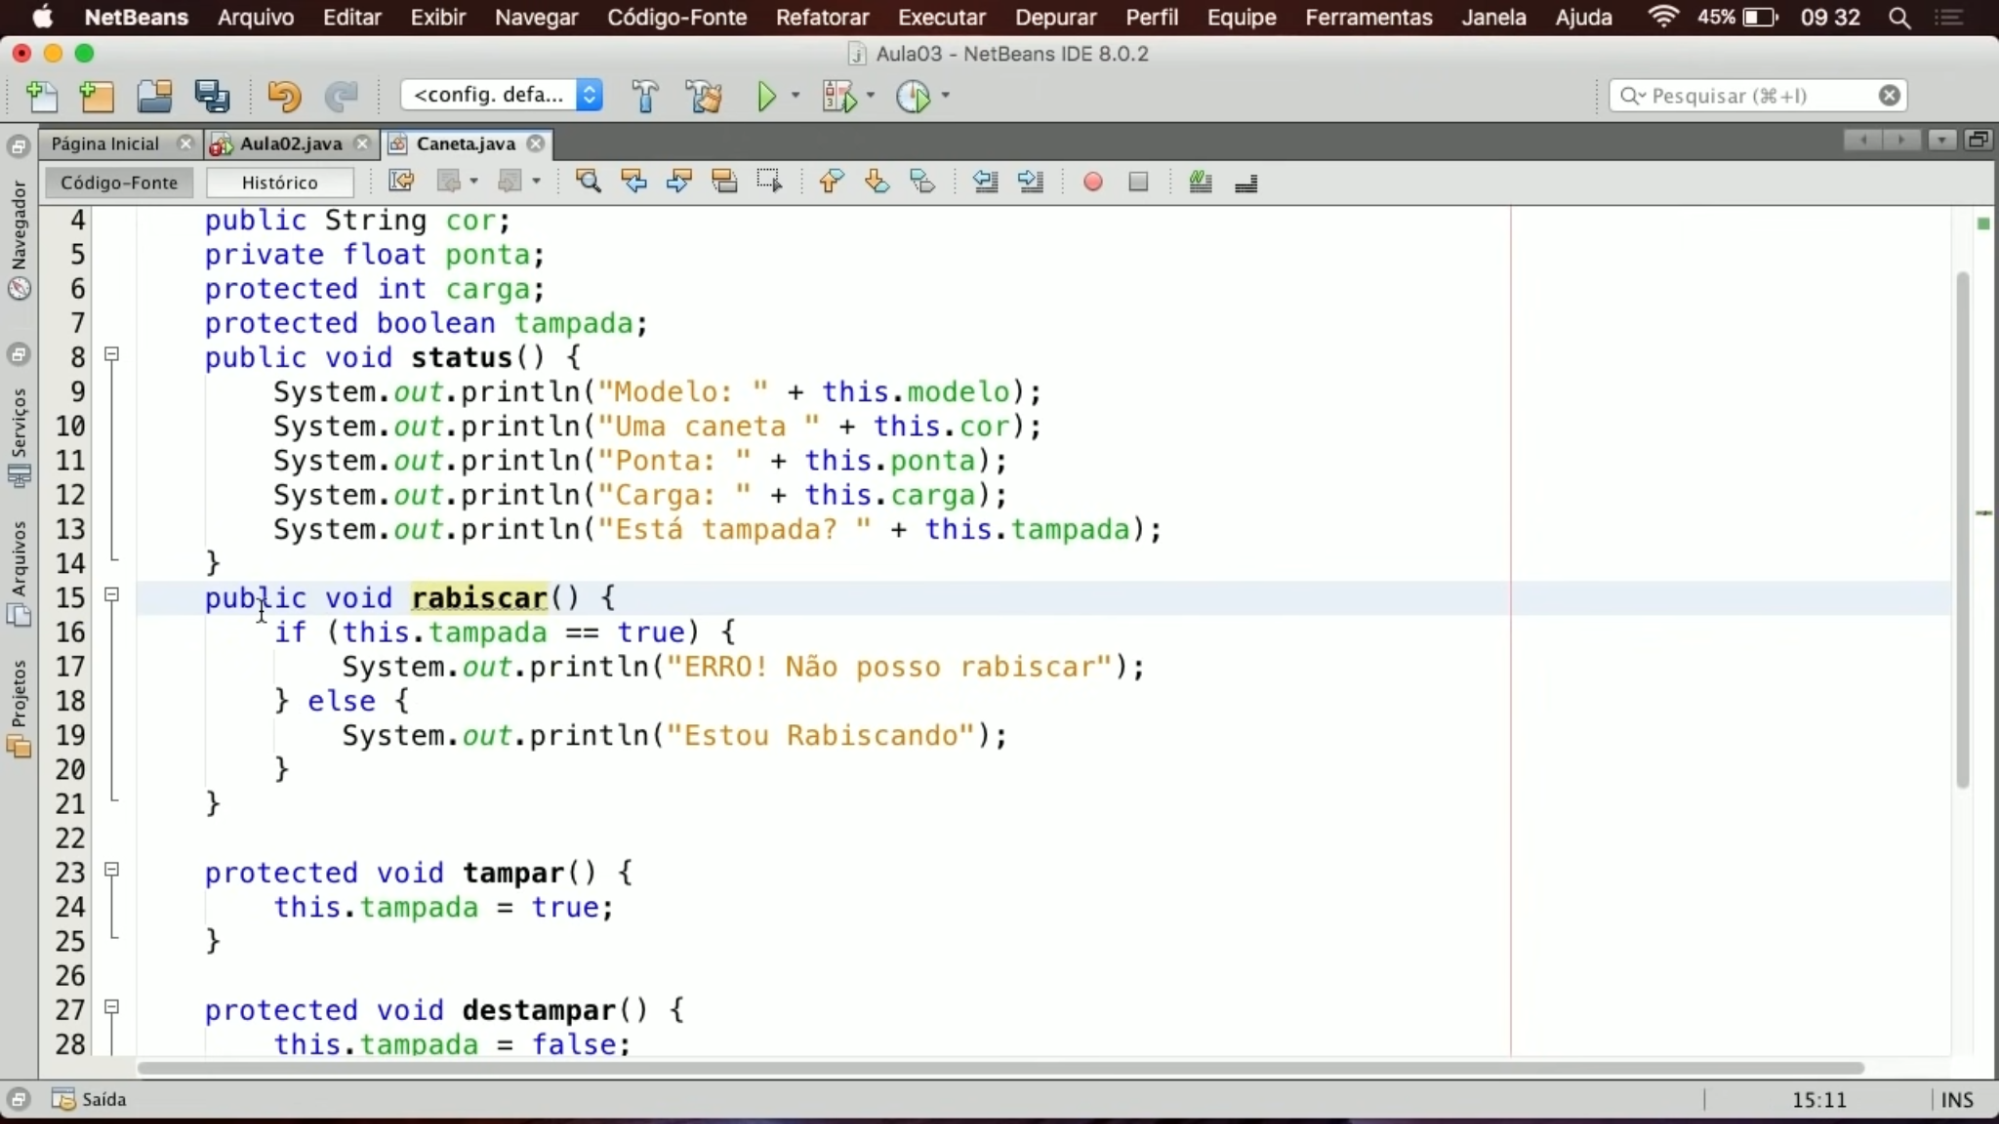 NetBeans Arquivo Editar Exibir Navegar Código-Fonte Refatorar Executar Depurar Perfil Equipe Ferramentas Janela Ajuda 45% 09 32
Aula03 - NetBeans IDE 8.0.2
<config. defa... Pesquisar (⌘+I)
Página Inicial Aula02.java Caneta.java
Código-Fonte Histórico
Navegador
Serviços
Arquivos
Projetos
4 public String cor;
5 private float ponta;
6 protected int carga;
7 protected boolean tampada;
8 public void status() {
9 System.out.println("Modelo: " + this.modelo);
10 System.out.println("Uma caneta " + this.cor);
11 System.out.println("Ponta: " + this.ponta);
12 System.out.println("Carga: " + this.carga);
13 System.out.println("Está tampada? " + this.tampada);
14 }
15 public void rabiscar() {
16 if (this.tampada == true) {
17 System.out.println("ERRO! Não posso rabiscar");
18 } else {
19 System.out.println("Estou Rabiscando");
20 }
21 }
22
23 protected void tampar() {
24 this.tampada = true;
25 }
26
27 protected void destampar() {
28 this.tampada = false;
Saída 15:11 INS